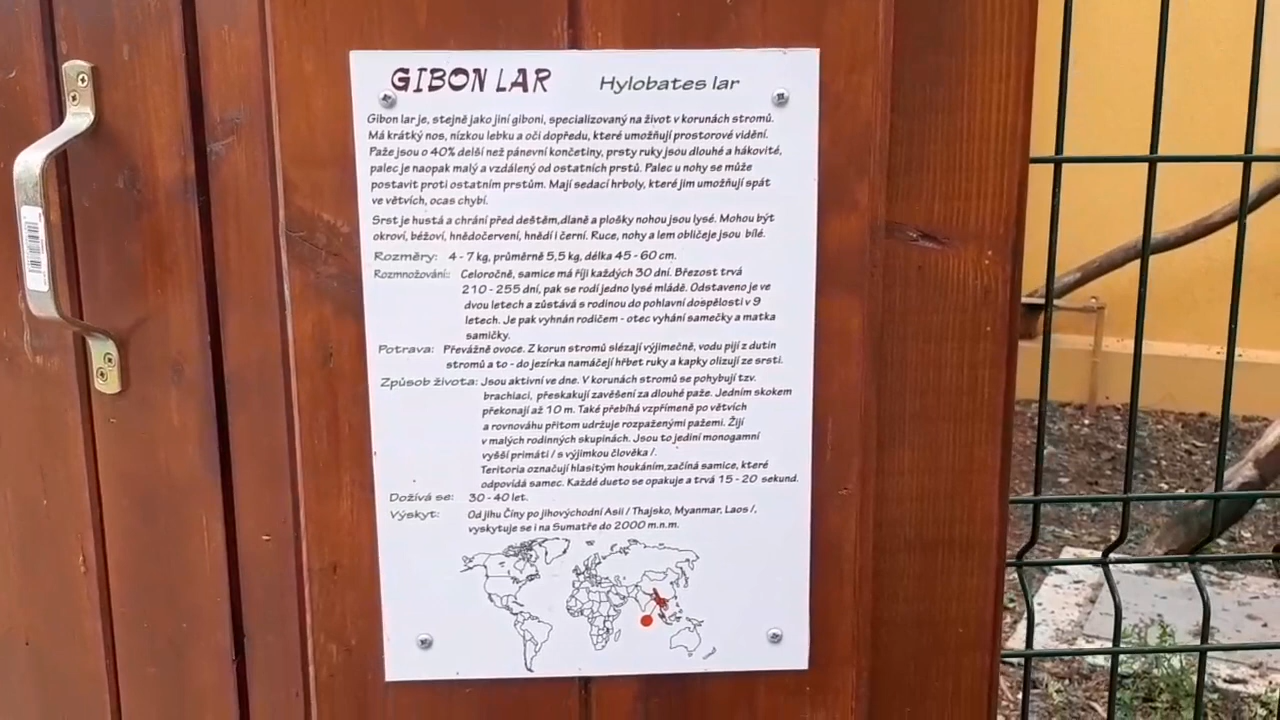 GIBON LAR Hylobates lar
Gibon lar je, stejně jako jiní giboni, specializovaný na život v korunách stromů.
Má krátký nos, nízkou lebku a oči dopředu, které umožňují prostorové vidění.
Paže jsou o 40% delší než pánevní končetiny, prsty ruky jsou dlouhé a hákovité,
palec je naopak malý a vzdálený od ostatních prstů. Palec u nohy se může
postavit proti ostatním prstům. Mají sedací hrboly, které jim umožňují spát
ve větvích, ocas chybí.
Srst je hustá a chrání před deštěm,dlaně a plošky nohou jsou lysé. Mohou být
okroví, béžoví, hnědočervení, hnědí i černí. Ruce, nohy a lem obličeje jsou bílé.
Rozměry: 4 - 7 kg, průměrně 5,5 kg, délka 45 - 60 cm.
Rozmnožování: Celoročně, samice má říji každých 30 dní. Březost trvá
210 - 255 dní, pak se rodí jedno lysé mládě. Odstaveno je ve
dvou letech a zůstává s rodinou do pohlavní dospělosti v 9
letech. Je pak vyhnán rodičem - otec vyhání samečky a matka
samičky.
Potrava: Převážně ovoce. Z korun stromů slézají výjimečně, vodu pijí z dutin
stromů a to - do jezírka namáčejí hřbet ruky a kapky olizují ze srsti.
Způsob života: Jsou aktivní ve dne. V korunách stromů se pohybují tzv.
brachiací, přeskakují zavěšení za dlouhé paže. Jedním skokem
překonají až 10 m. Také přebíhá vzpřímeně po větvích
a rovnováhu přitom udržuje rozpaženými pažemi. Žijí
v malých rodinných skupinách. Jsou to jediní monogamní
vyšší primáti / s výjimkou člověka /.
Teritoria označují hlasitým houkáním,začíná samice, které
odpovídá samec. Každé dueto se opakuje a trvá 15 - 20 sekund.
Dožívá se: 30 - 40 let.
Výskyt: Od jihu Číny po jihovýchodní Asii / Thajsko, Myanmar, Laos /,
vyskytuje se i na Sumatře do 2000 m.n.m.